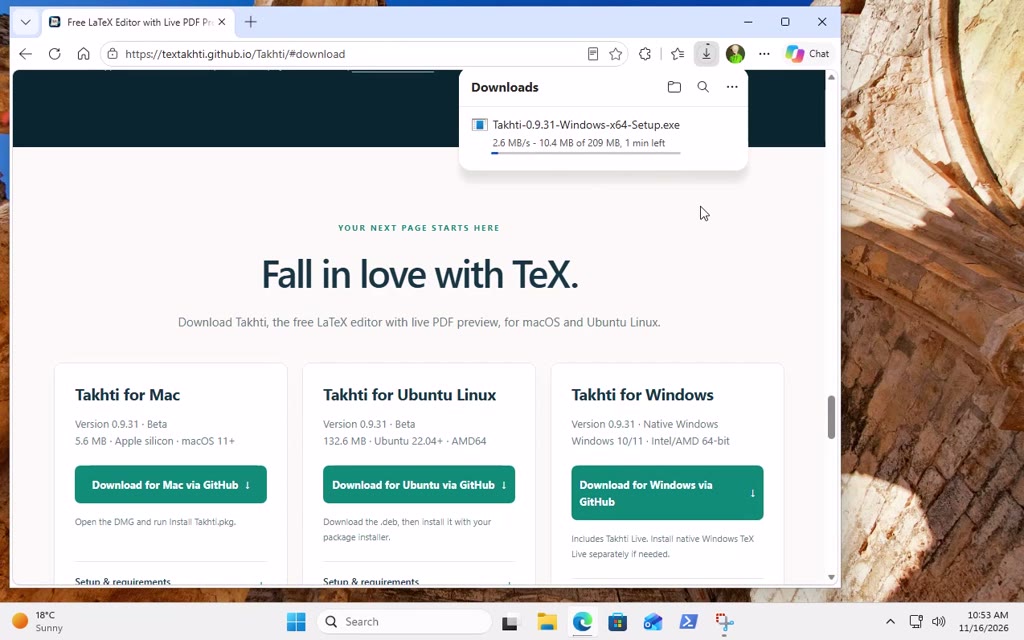 Free LaTeX Editor with Live PDF Pr
https://textakhti.github.io/Takhti/#download
Chat
Downloads
Takhti-0.9.31-Windows-x64-Setup.exe
2.6 MB/s - 10.4 MB of 209 MB, 1 min left
YOUR NEXT PAGE STARTS HERE
Fall in love with TeX.
Download Takhti, the free LaTeX editor with live PDF preview, for macOS and Ubuntu Linux.
Takhti for Mac
Version 0.9.31 · Beta
5.6 MB · Apple silicon · macOS 11+
Download for Mac via GitHub ↓
Open the DMG and run Install Takhti.pkg.
Setup & requirements
Takhti for Ubuntu Linux
Version 0.9.31 · Beta
132.6 MB · Ubuntu 22.04+ · AMD64
Download for Ubuntu via GitHub ↓
Download the .deb, then install it with your
package installer.
Setup & requirements
Takhti for Windows
Version 0.9.31 · Native Windows
Windows 10/11 · Intel/AMD 64-bit
Download for Windows via
GitHub ↓
Includes Takhti Live. Install native Windows TeX
Live separately if needed.
18°C
Sunny
Search
10:53 AM
11/16/2026